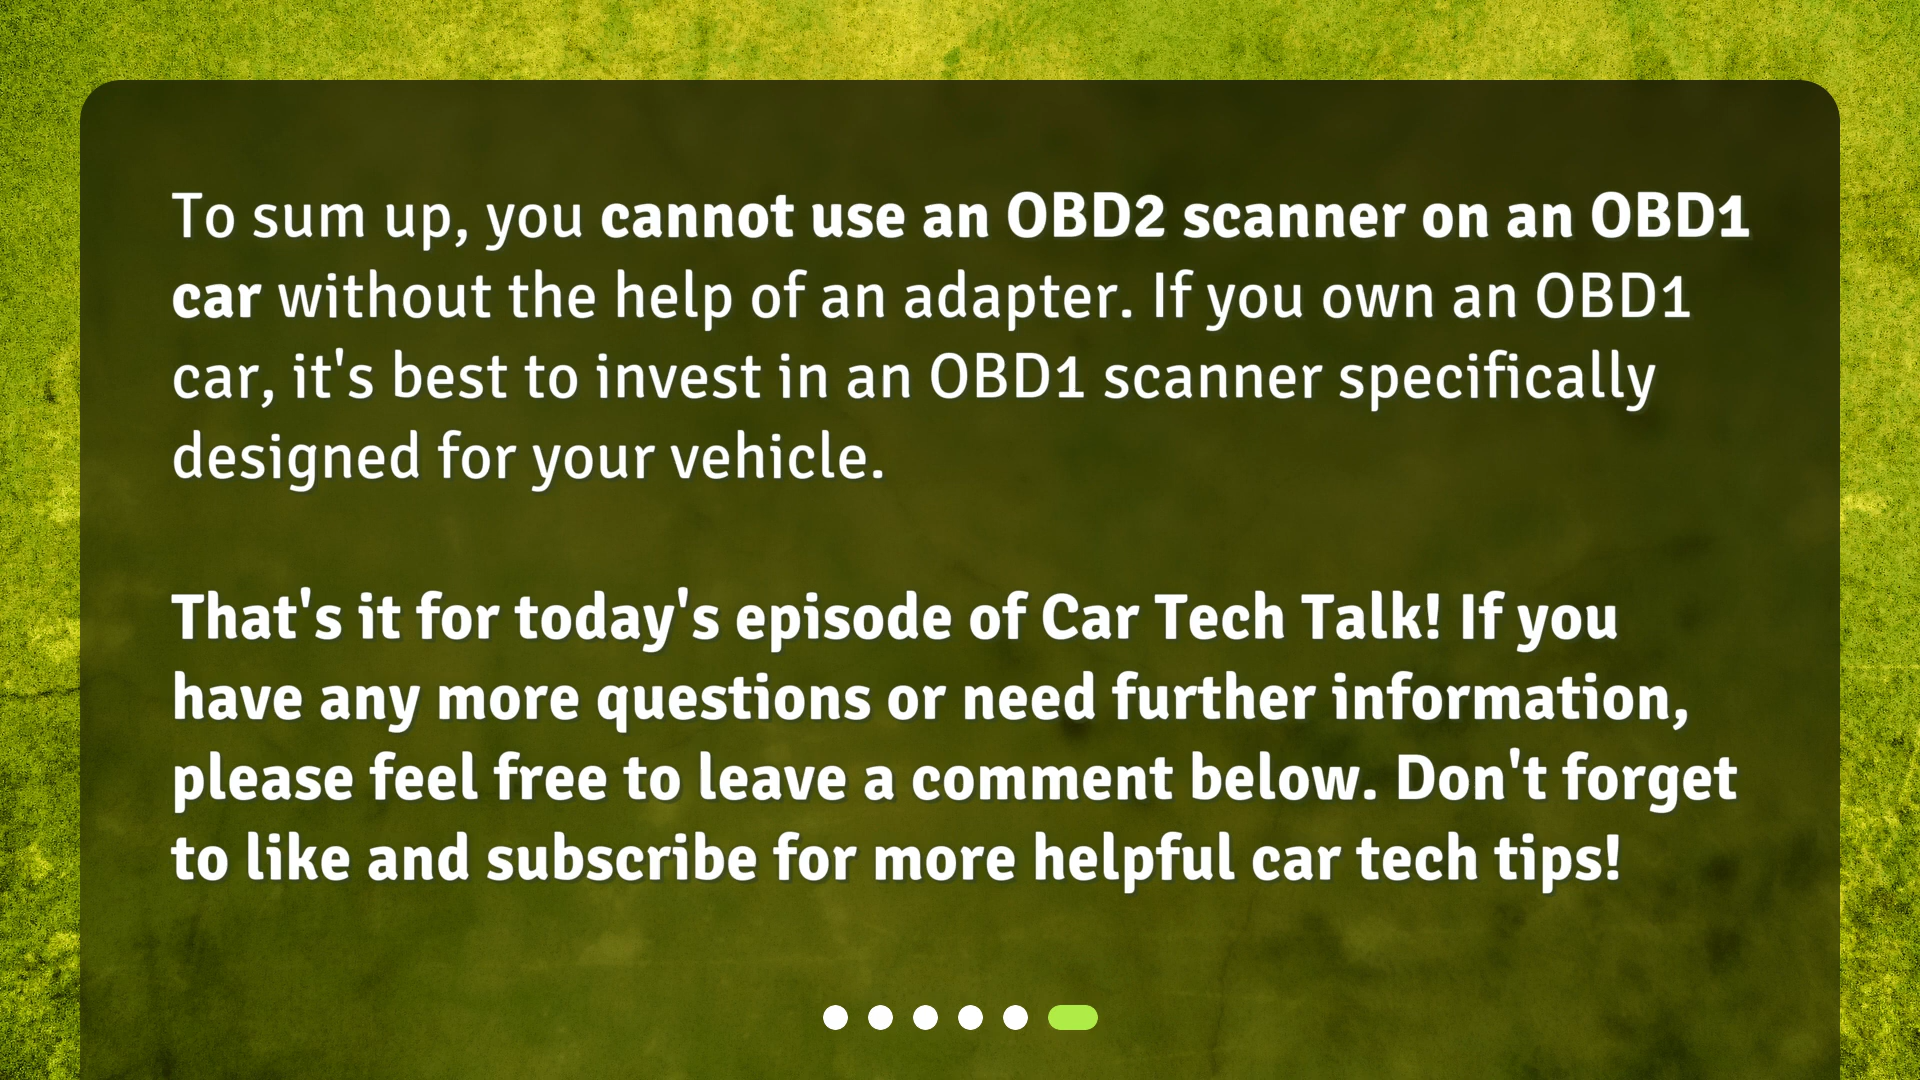 To sum up, you cannot use an OBD2 scanner on an OBD1
car without the help of an adapter. If you own an OBD1
car, it's best to invest in an OBD1 scanner specifically
designed for your vehicle.
That's it for today's episode of Car Tech Talk! If you
have any more questions or need further information,
please feel free to leave a comment below. Don't forget
to like and subscribe for more helpful car tech tips!